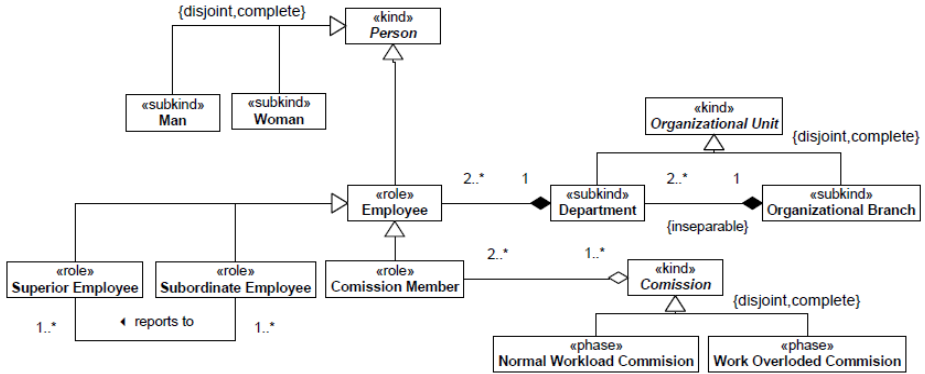 {disjoint,complete}
«kind»
Person
«subkind»
Man
«subkind»
Woman
«kind»
Organizational Unit
{disjoint,complete}
«role»
Employee
2..*
1
«subkind»
Department
2..*
1
«subkind»
Organizational Branch
{inseparable}
«role»
Superior Employee
«role»
Subordinate Employee
«role»
Comission Member
2..*
1..*
«kind»
Comission
1..*
reports to
1..*
{disjoint,complete}
«phase»
Normal Workload Commision
«phase»
Work Overloded Commision